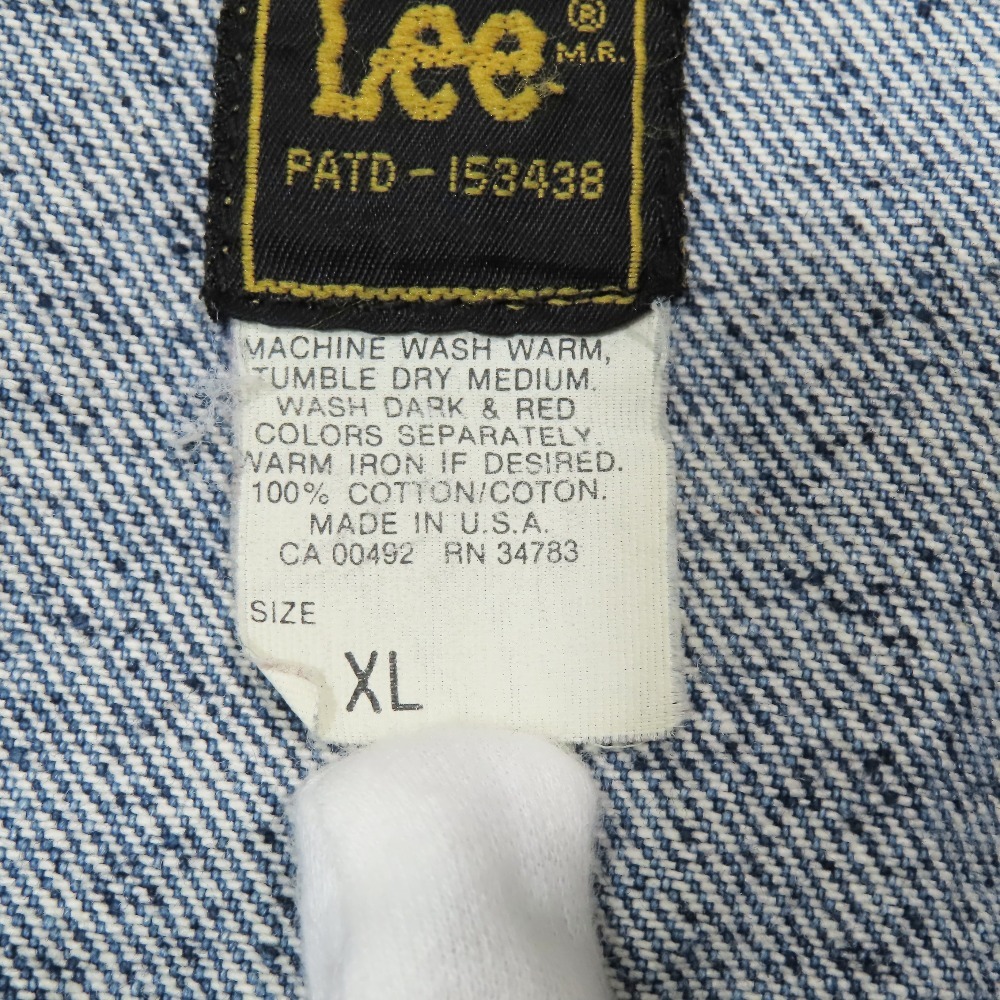 Lee ®
M.R.
PATD-153438
MACHINE WASH WARM,
TUMBLE DRY MEDIUM.
WASH DARK & RED
COLORS SEPARATELY.
WARM IRON IF DESIRED.
100% COTTON/COTON.
MADE IN U.S.A.
CA 00492 RN 34783
SIZE
XL